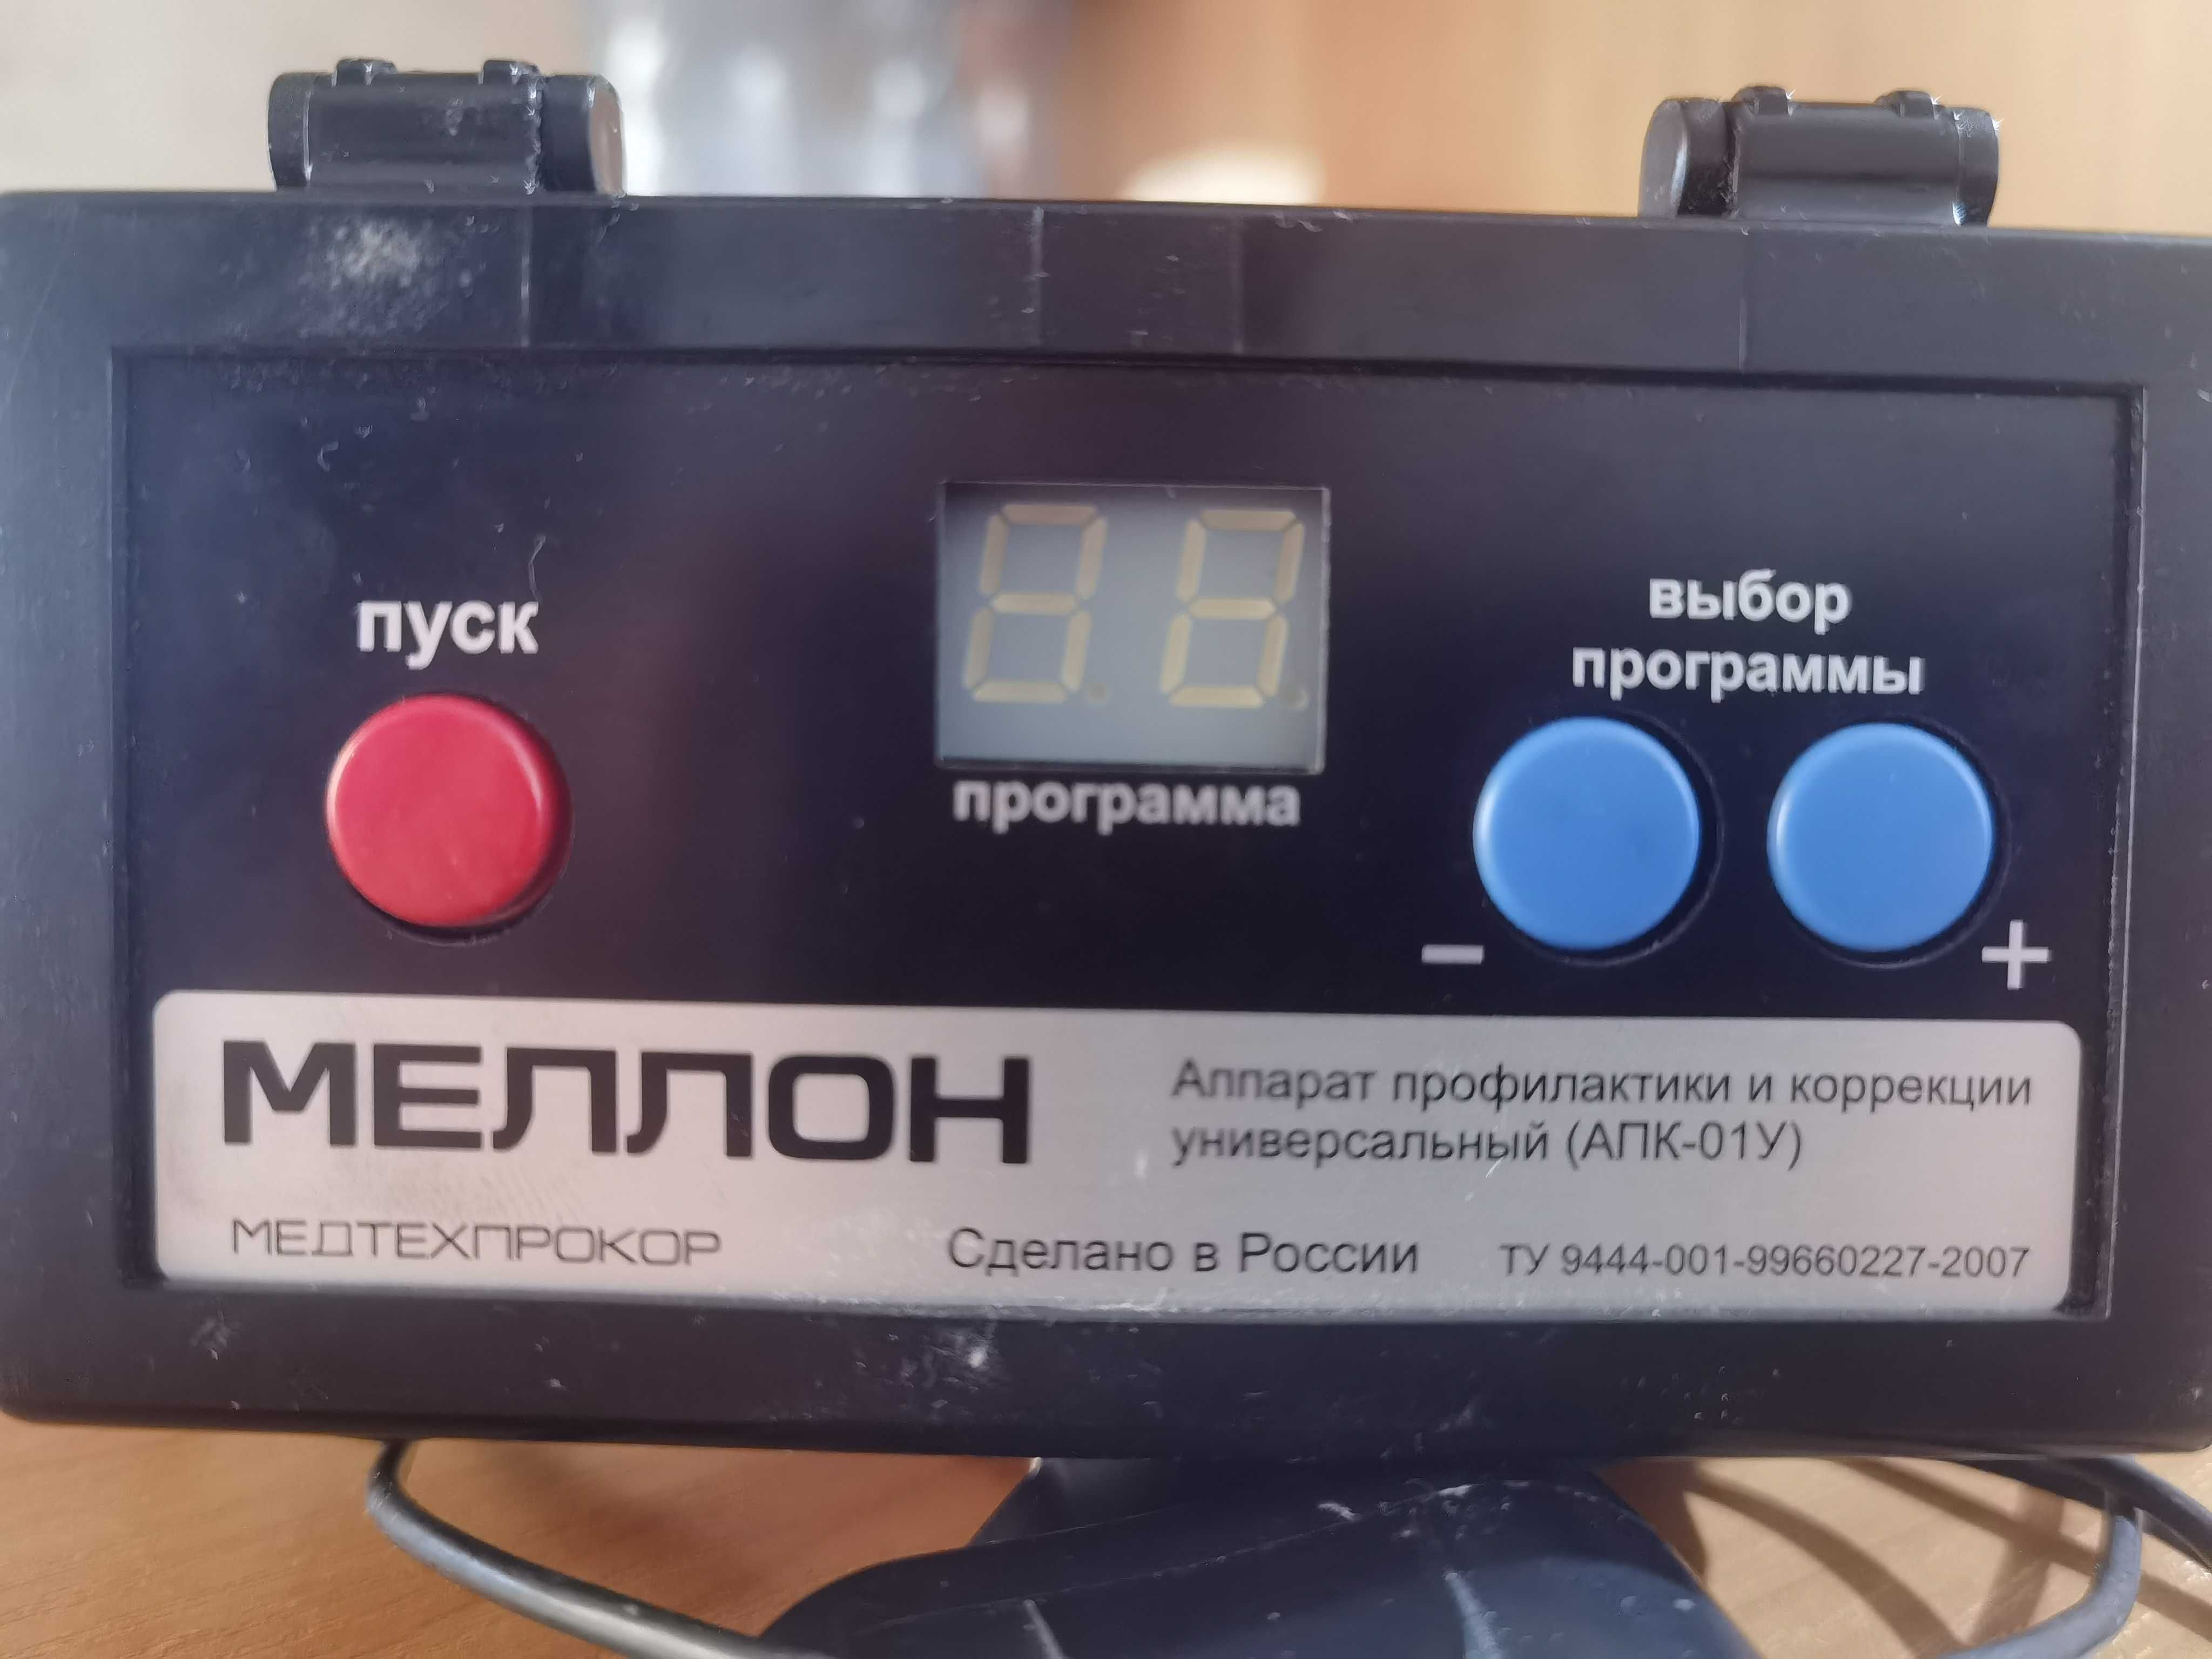 пуск
программа
выбор
программы
– +
МЕЛЛОН
Аппарат профилактики и коррекции
универсальный (АПК-01У)
МЕДТЕХПРОКОР
Сделано в России
ТУ 9444-001-99660227-2007